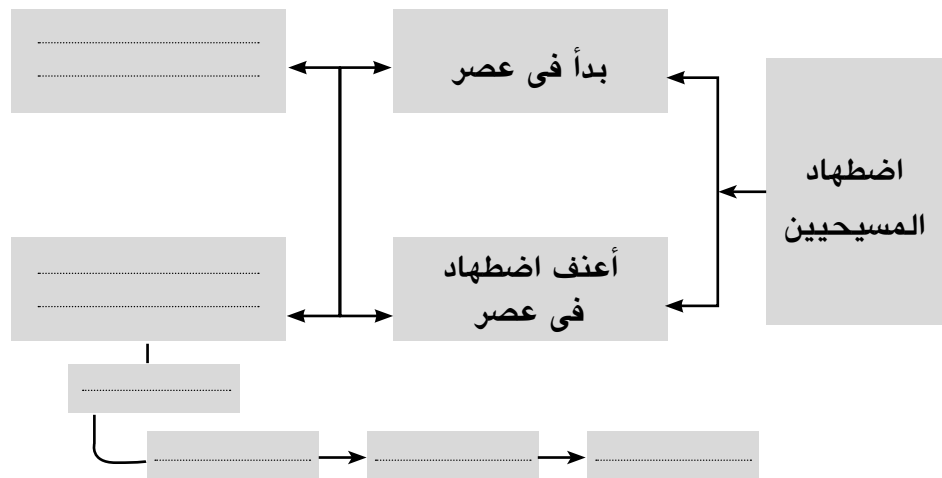 اضطهاد
المسيحيين
بدأ فى عصر
أعنف اضطهاد
فى عصر